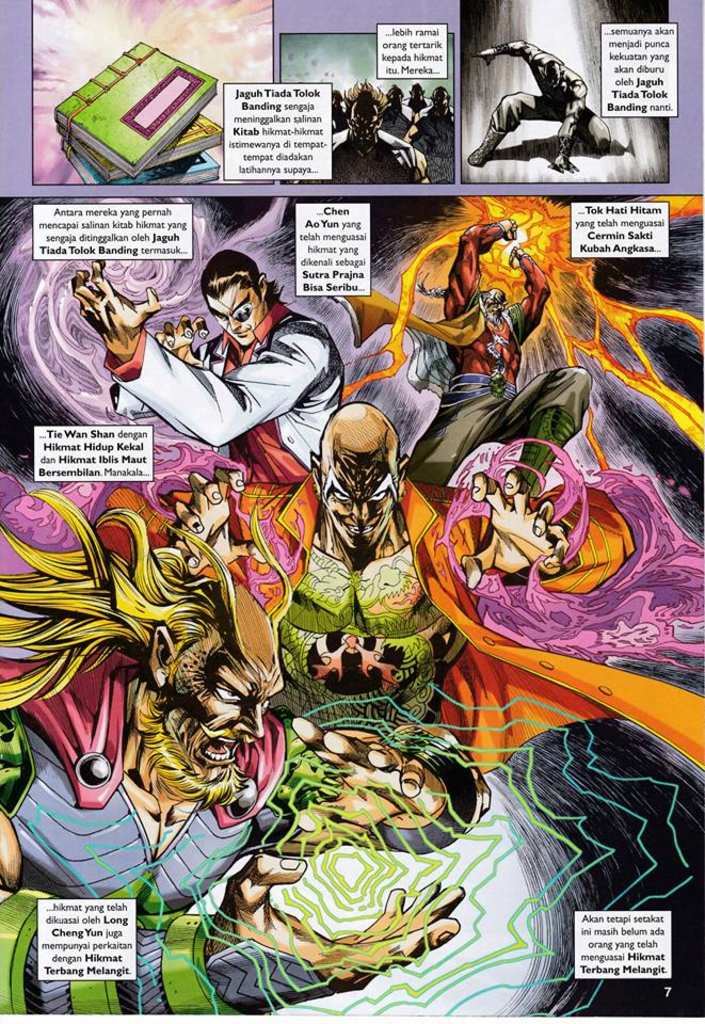 Jaguh Tiada Tolok
Banding sengaja
meninggalkan salinan
Kitab hikmat-hikmat
istimewanya di tempat-
tempat diadakan
latihannya supaya...
...lebih ramai
orang tertarik
kepada hikmat
itu. Mereka...
...semuanya akan
menjadi punca
kekuatan yang
akan diburu
oleh Jaguh
Tiada Tolok
Banding nanti.
Antara mereka yang pernah
mencapai salinan kitab hikmat yang
sengaja ditinggalkan oleh Jaguh
Tiada Tolok Banding termasuk...
...Chen
Ao Yun yang
telah menguasai
hikmat yang
dikenali sebagai
Sutra Prajna
Bisa Seribu...
...Tok Hati Hitam
yang telah menguasai
Cermin Sakti
Kubah Angkasa...
...Tie Wan Shan dengan
Hikmat Hidup Kekal
dan Hikmat Iblis Maut
Bersembilan. Manakala...
...hikmat yang telah
dikuasai oleh Long
Cheng Yun juga
mempunyai perkaitan
dengan Hikmat
Terbang Melangit.
Akan tetapi setakat
ini masih belum ada
orang yang telah
menguasai Hikmat
Terbang Melangit.
7